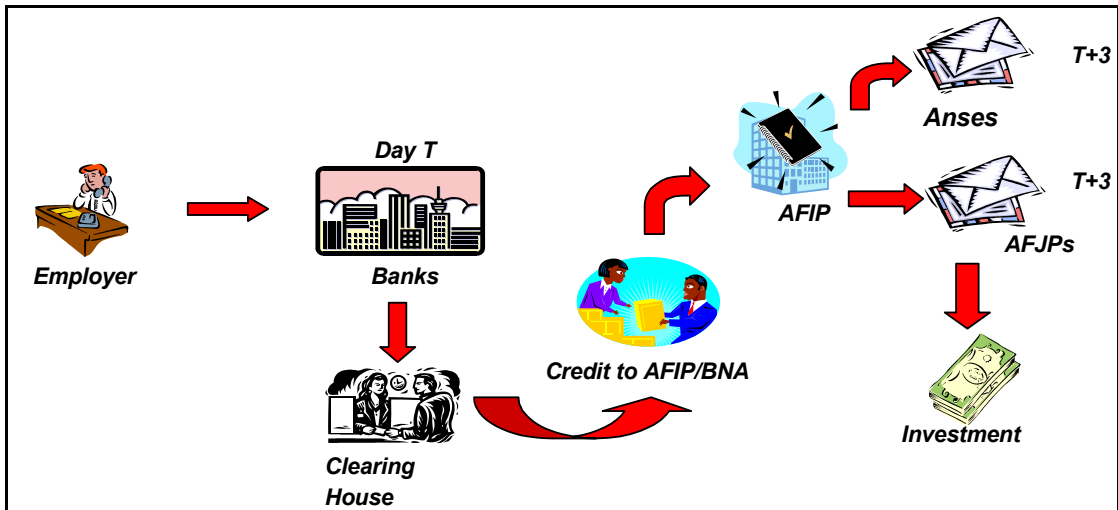 Employer
Day T
Banks
Clearing
House
Credit to AFIP/BNA
AFIP
T+3
Anses
T+3
AFJPs
Investment